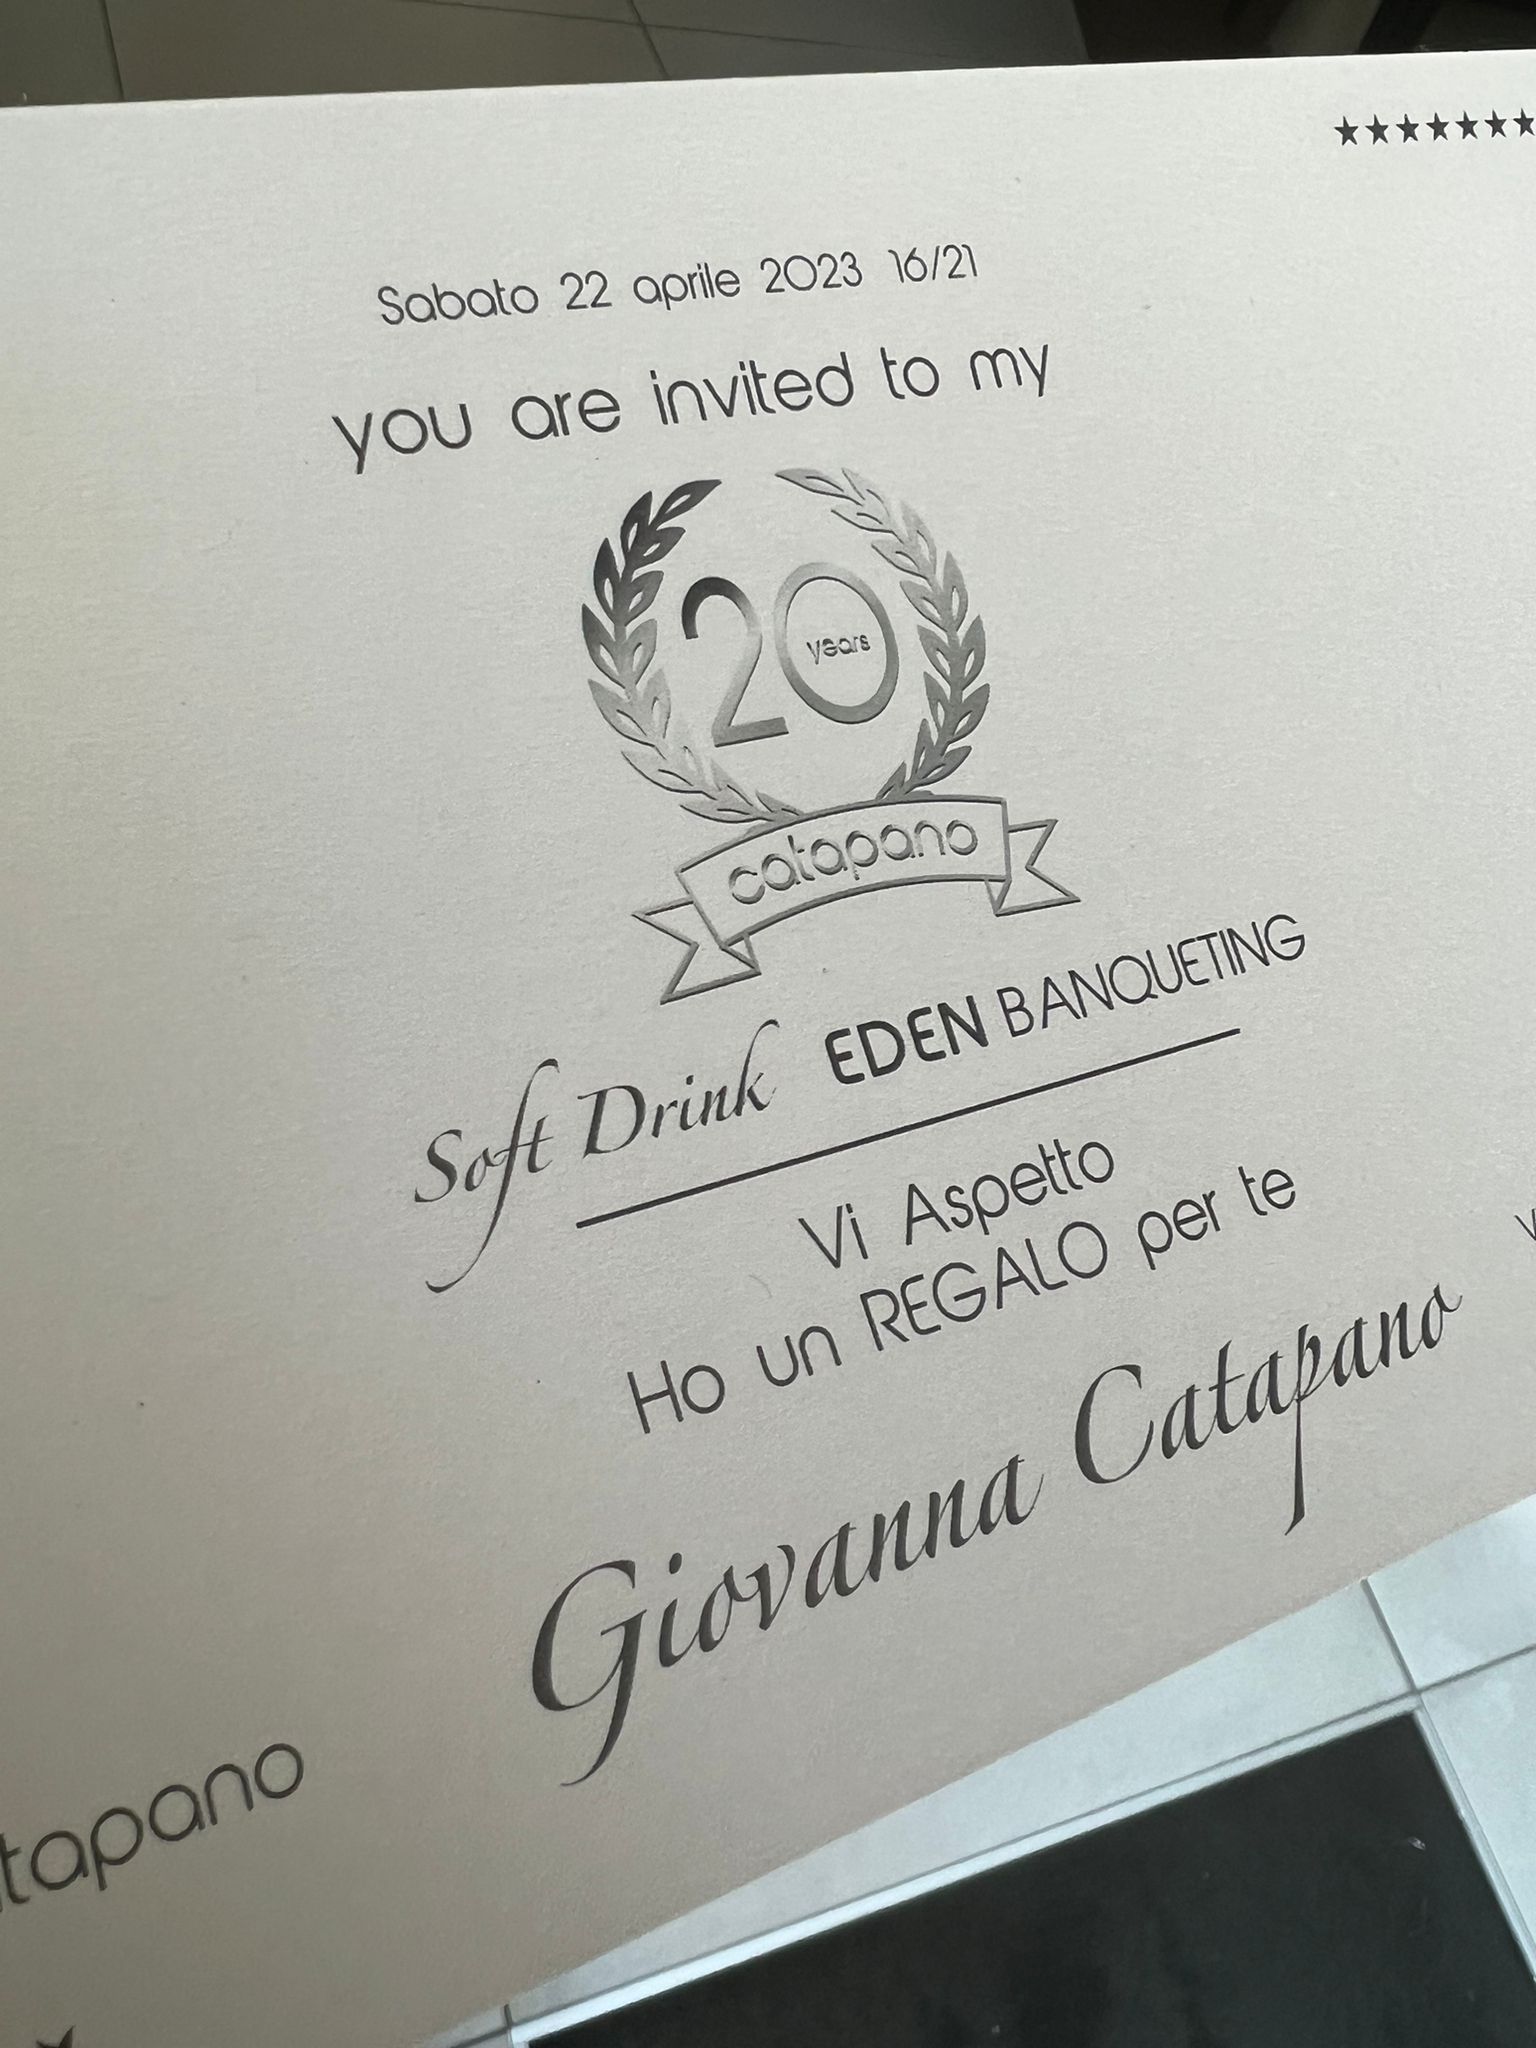 ★★★★★★★
Sabato 22 aprile 2023 16/21
you are invited to my
20
years
catapano
Soft Drink EDEN BANQUETING
Vi Aspetto
Ho un REGALO per te
Giovanna Catapano
tapano